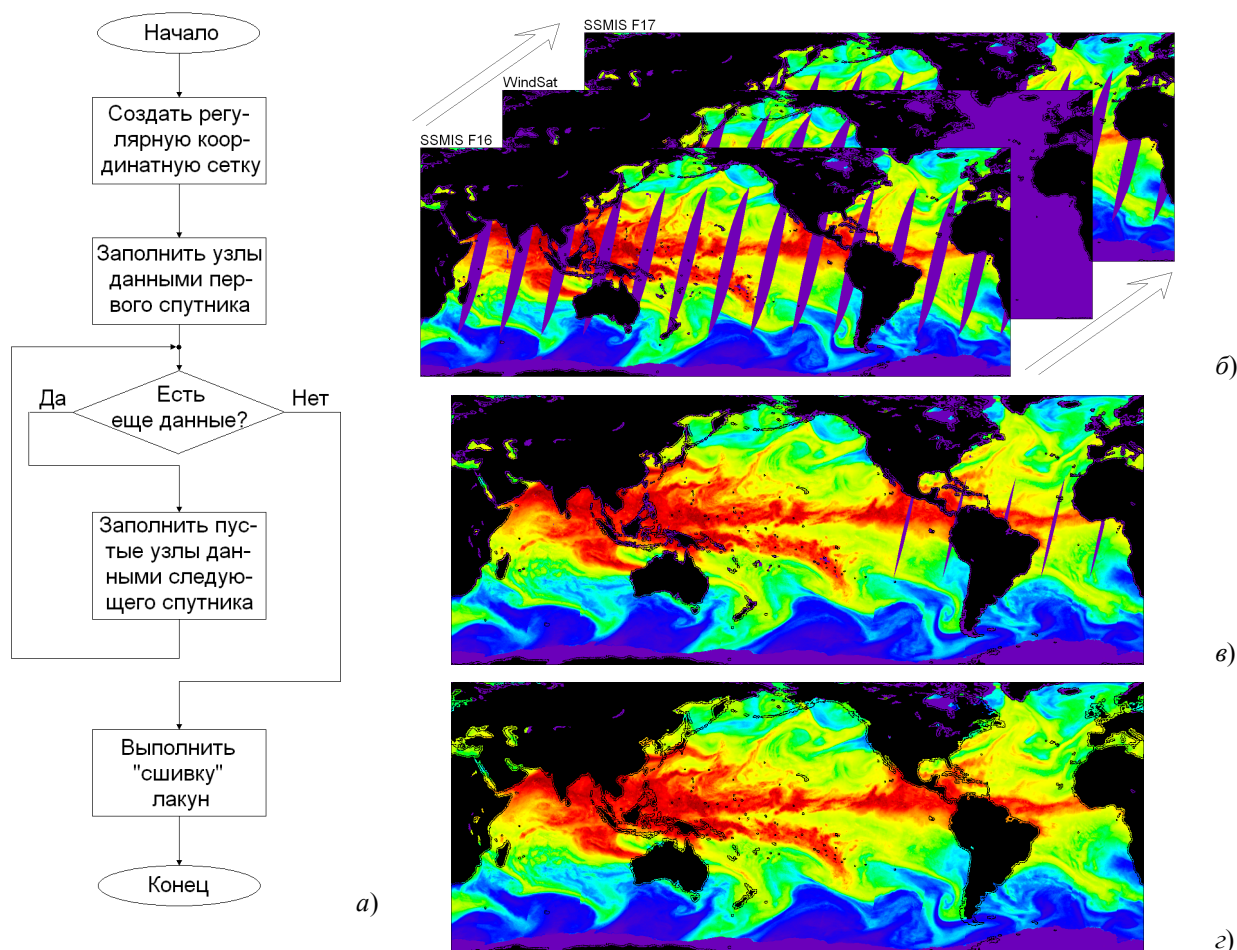 Начало
Создать регу-
лярную коор-
динатную сетку
Заполнить узлы
данными пер-
вого спутника
Есть
еще данные?
Да
Нет
Заполнить пус-
тые узлы дан-
ными следую-
щего спутника
Выполнить
"сшивку"
лакун
Конец
а)
SSMIS F17
WindSat
SSMIS F16
б)
в)
г)